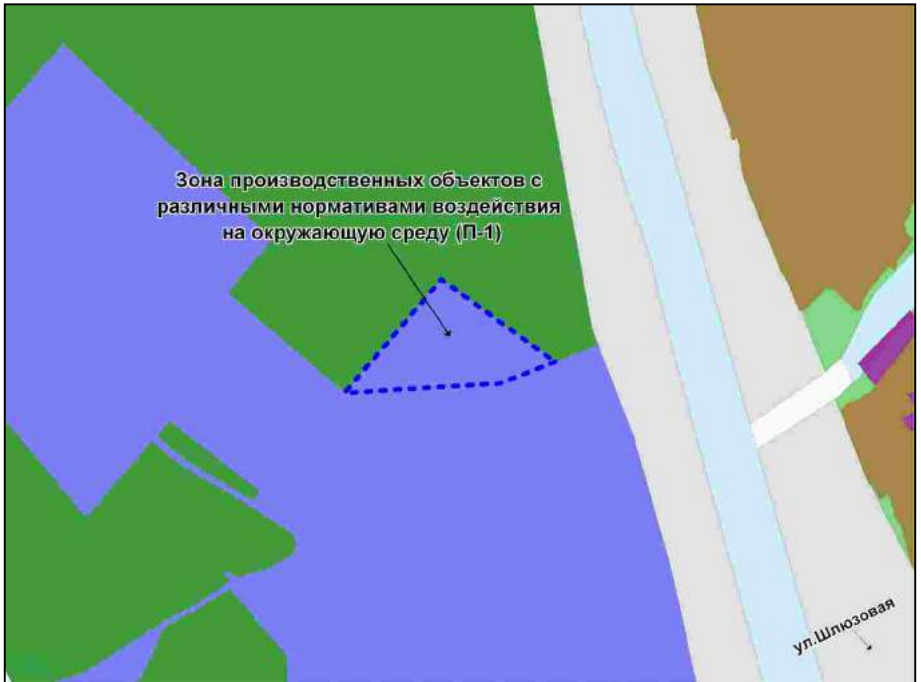 Зона производственных объектов с
различными нормативами воздействия
на окружающую среду (П-1)
ул.Шлюзовая